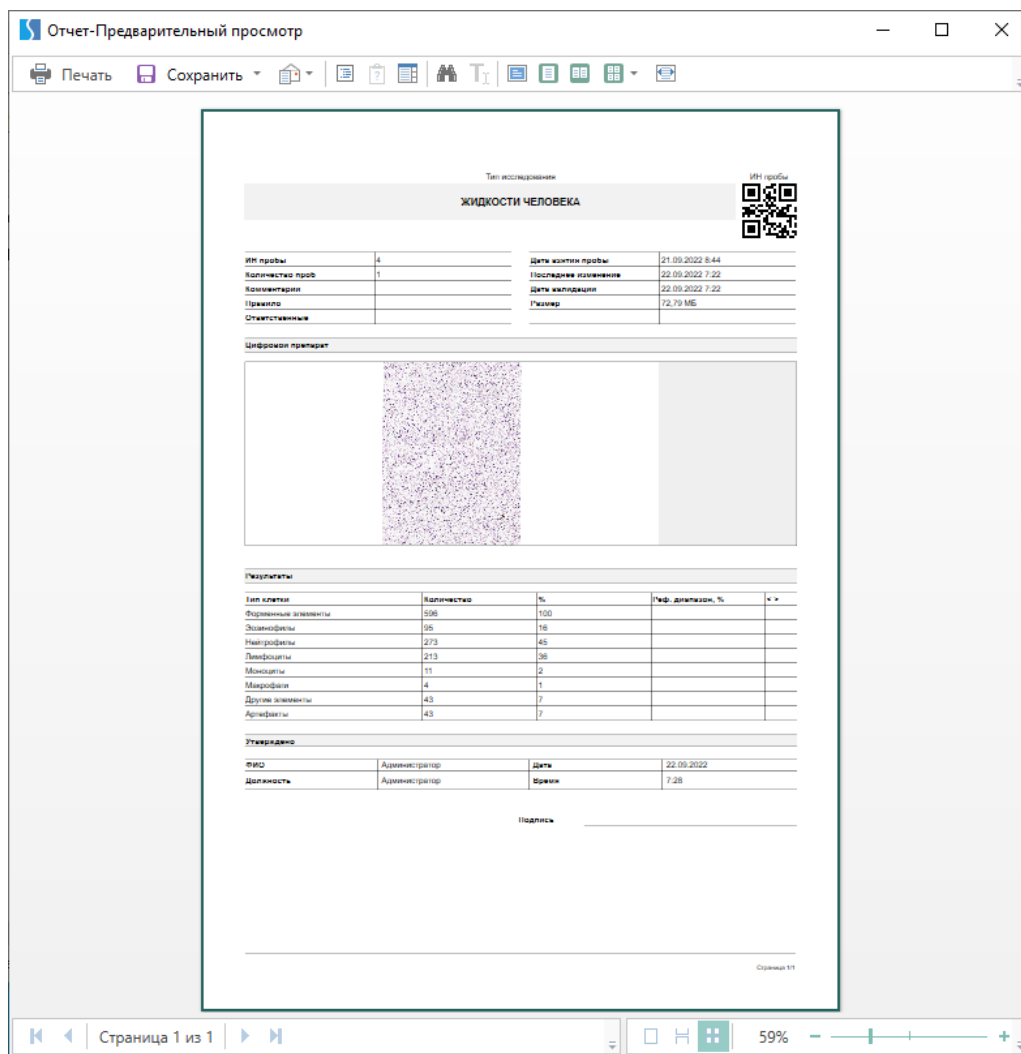 Отчет-Предварительный просмотр
Печать Сохранить
Тип исследования ИН пробы
ЖИДКОСТИ ЧЕЛОВЕКА
ИН пробы 4 Дата взятия пробы 21.09.2022 8:44
Количество проб 1 Последнее изменение 22.09.2022 7:22
Комментарии Дата валидации 22.09.2022 7:22
Правило Размер 72,79 МБ
Ответственные
Цифровой препарат
Результаты
Тип клетки Количество % Реф. диапазон, % < >
Форменные элементы 596 100
Эозинофилы 95 16
Нейтрофилы 273 45
Лимфоциты 213 36
Моноциты 11 2
Макрофаги 4 1
Другие элементы 43 7
Артефакты 43 7
Утверждено
ФИО Администратор Дата 22.09.2022
Должность Администратор Время 7:28
Подпись
Страница 1/1
Страница 1 из 1 59%